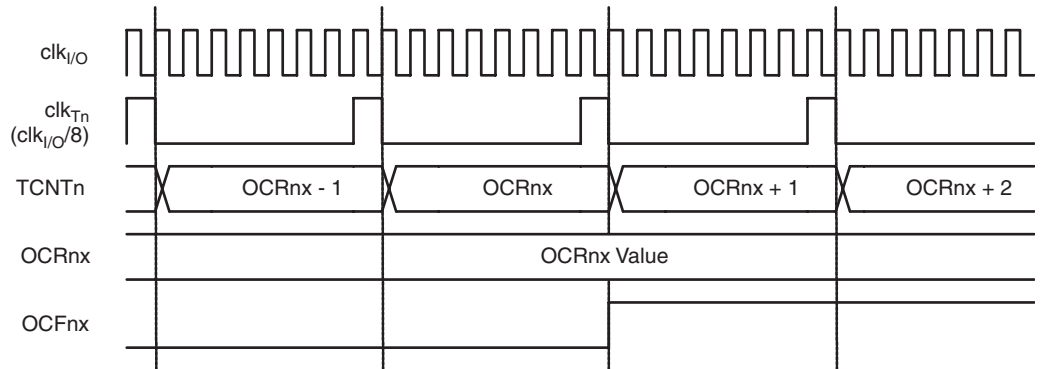 clkI/O
clkTn
(clkI/O/8)
TCNTn
OCRnx - 1
OCRnx
OCRnx + 1
OCRnx + 2
OCRnx
OCRnx Value
OCFnx